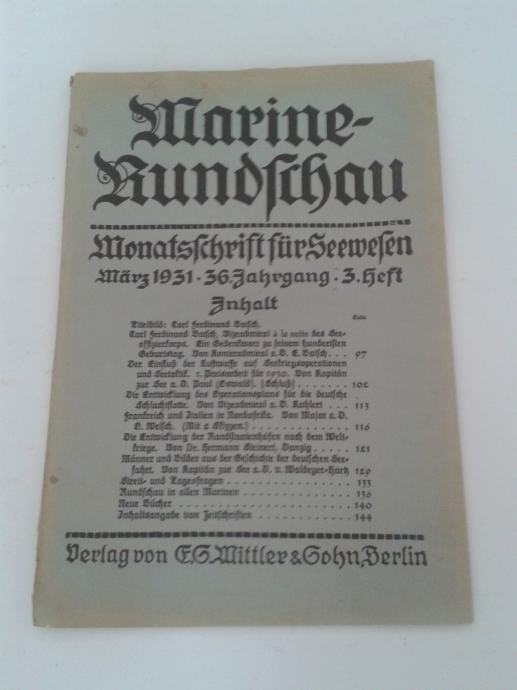 Marine-
Rundschau
Monatsschrift für Seewesen
März 1931 · 36. Jahrgang · 3. Heft
Inhalt
Seite
Titelbild: Carl Ferdinand Batsch.
Carl Ferdinand Batsch, Vizeadmiral à la suite des See-
offizierkorps. Ein Gedenkwort zu seinem hundertsten
Geburtstag. Von Konteradmiral a. D. E. Batsch. . . 97
Der Einfluß der Luftwaffe auf Seekriegsoperationen
und Seetaktik. 1. Preisarbeit für 1930. Von Kapitän
zur See a. D. Paul (Oswald). (Schluß) . . . . . . . 102
Die Entwicklung des Operationsplans für die deutsche
Schlachtflotte. Von Vizeadmiral a. D. Kahlert . . . 113
Frankreich und Italien in Nordafrika. Von Major a. D.
O. Welsch. (Mit 2 Skizzen.) . . . . . . . . . . 116
Die Entwicklung der Randstaatenhäfen nach dem Welt-
kriege. Von Dr. Hermann Steinert, Danzig . . . . . 121
Männer und Bilder aus der Geschichte der deutschen See-
fahrt. Von Kapitän zur See a. D. v. Waldeyer-Hartz 129
Streit- und Tagesfragen . . . . . . . . . . . . 133
Rundschau in allen Marinen . . . . . . . . . . . 136
Neue Bücher . . . . . . . . . . . . . . . . 140
Inhaltsangabe von Zeitschriften . . . . . . . . . 144
Verlag von E. S. Mittler & Sohn, Berlin